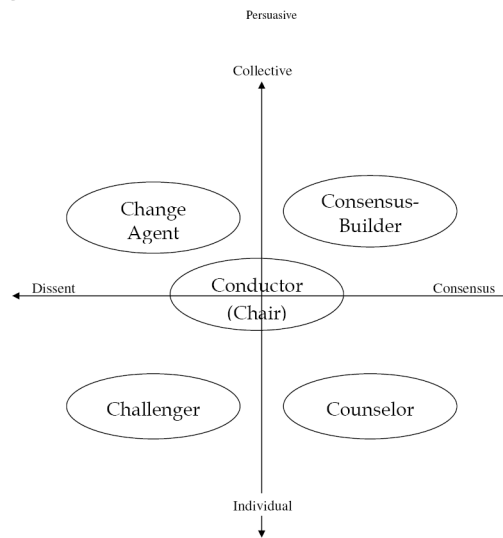 Persuasive
Collective
Change
Agent
Consensus-
Builder
Dissent
Conductor
(Chair)
Consensus
Challenger
Counselor
Individual